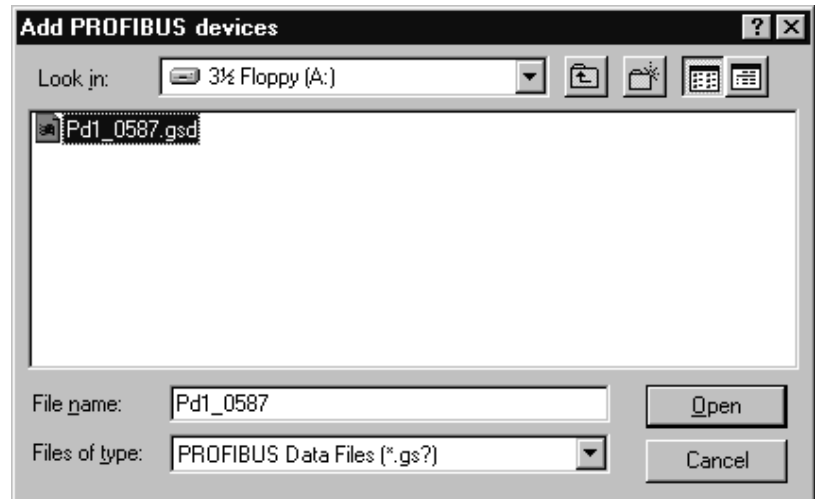 Add PROFIBUS devices
Look in: 3½ Floppy (A:)
Pd1_0587.gsd
File name: Pd1_0587 Open
Files of type: PROFIBUS Data Files (*.gs?) Cancel